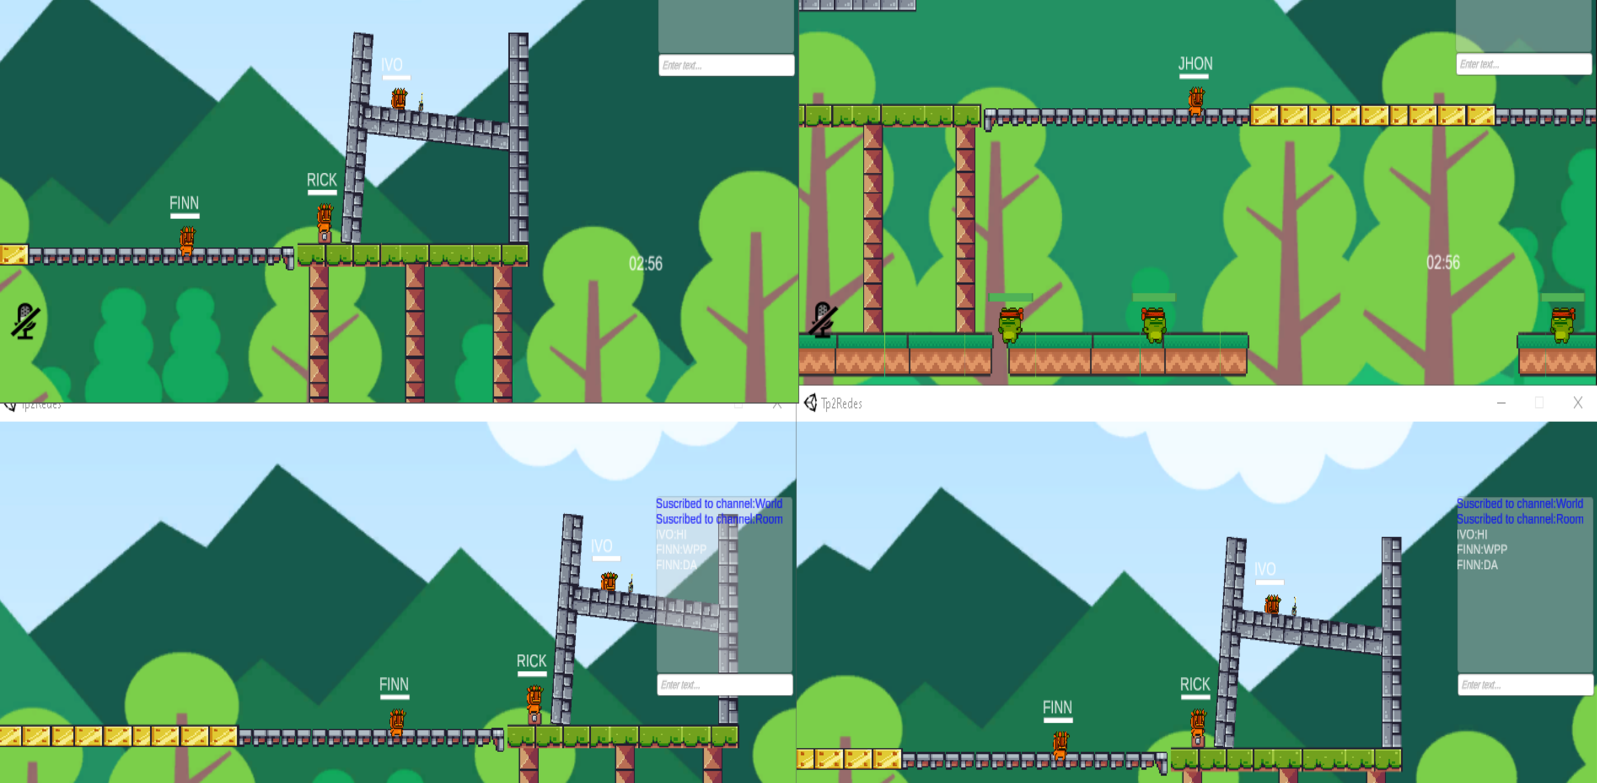 IVO
Enter text...
RICK
FINN
02:56
JHON
Enter text...
02:56
Tp2Redes
Suscribed to channel:World
Suscribed to channel:Room
IVO:HI
FINN:WPP
FINN:DA
IVO
RICK
Enter text...
FINN
Tp2Redes
Suscribed to channel:World
Suscribed to channel:Room
IVO:HI
FINN:WPP
FINN:DA
IVO
RICK
Enter text...
FINN